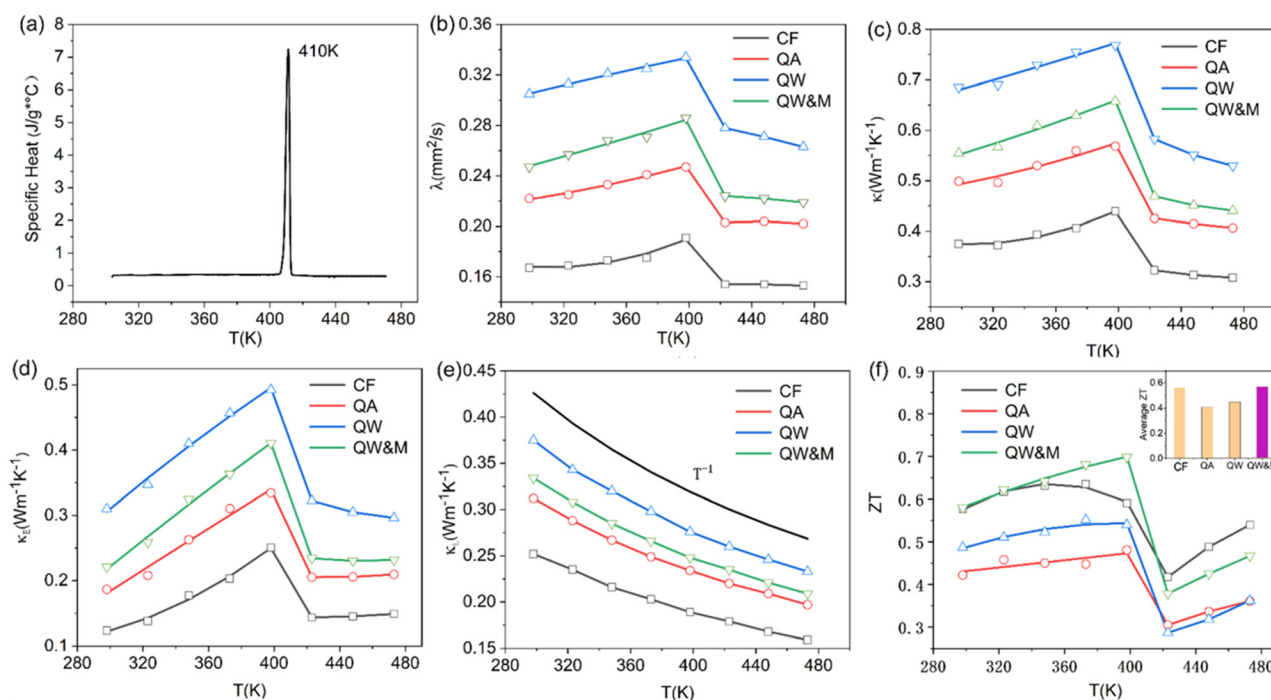 (a)
8
7
6
5
4
3
2
1
0
Specific Heat (J/g*°C)
410K
280 320 360 400 440 480
T(K)
(b)
0.36
0.32
0.28
0.24
0.20
0.16
λ(mm²/s)
CF
QA
QW
QW&M
280 320 360 400 440 480
T(K)
(c)
0.8
0.7
0.6
0.5
0.4
0.3
κ(Wm⁻¹K⁻¹)
CF
QA
QW
QW&M
280 320 360 400 440 480
T(K)
(d)
0.5
0.4
0.3
0.2
0.1
κE(Wm⁻¹K⁻¹)
CF
QA
QW
QW&M
280 320 360 400 440 480
T(K)
(e)
0.45
0.40
0.35
0.30
0.25
0.20
0.15
(Wm⁻¹K⁻¹)
T⁻¹
CF
QA
QW
QW&M
280 320 360 400 440 480
T(K)
(f)
0.9
0.8
0.7
0.6
0.5
0.4
0.3
ZT
CF
QA
QW
QW&M
0.6
0.4
0.2
0.0
Average ZT
CF QA QW QW&M
280 320 360 400 440 480
T(K)